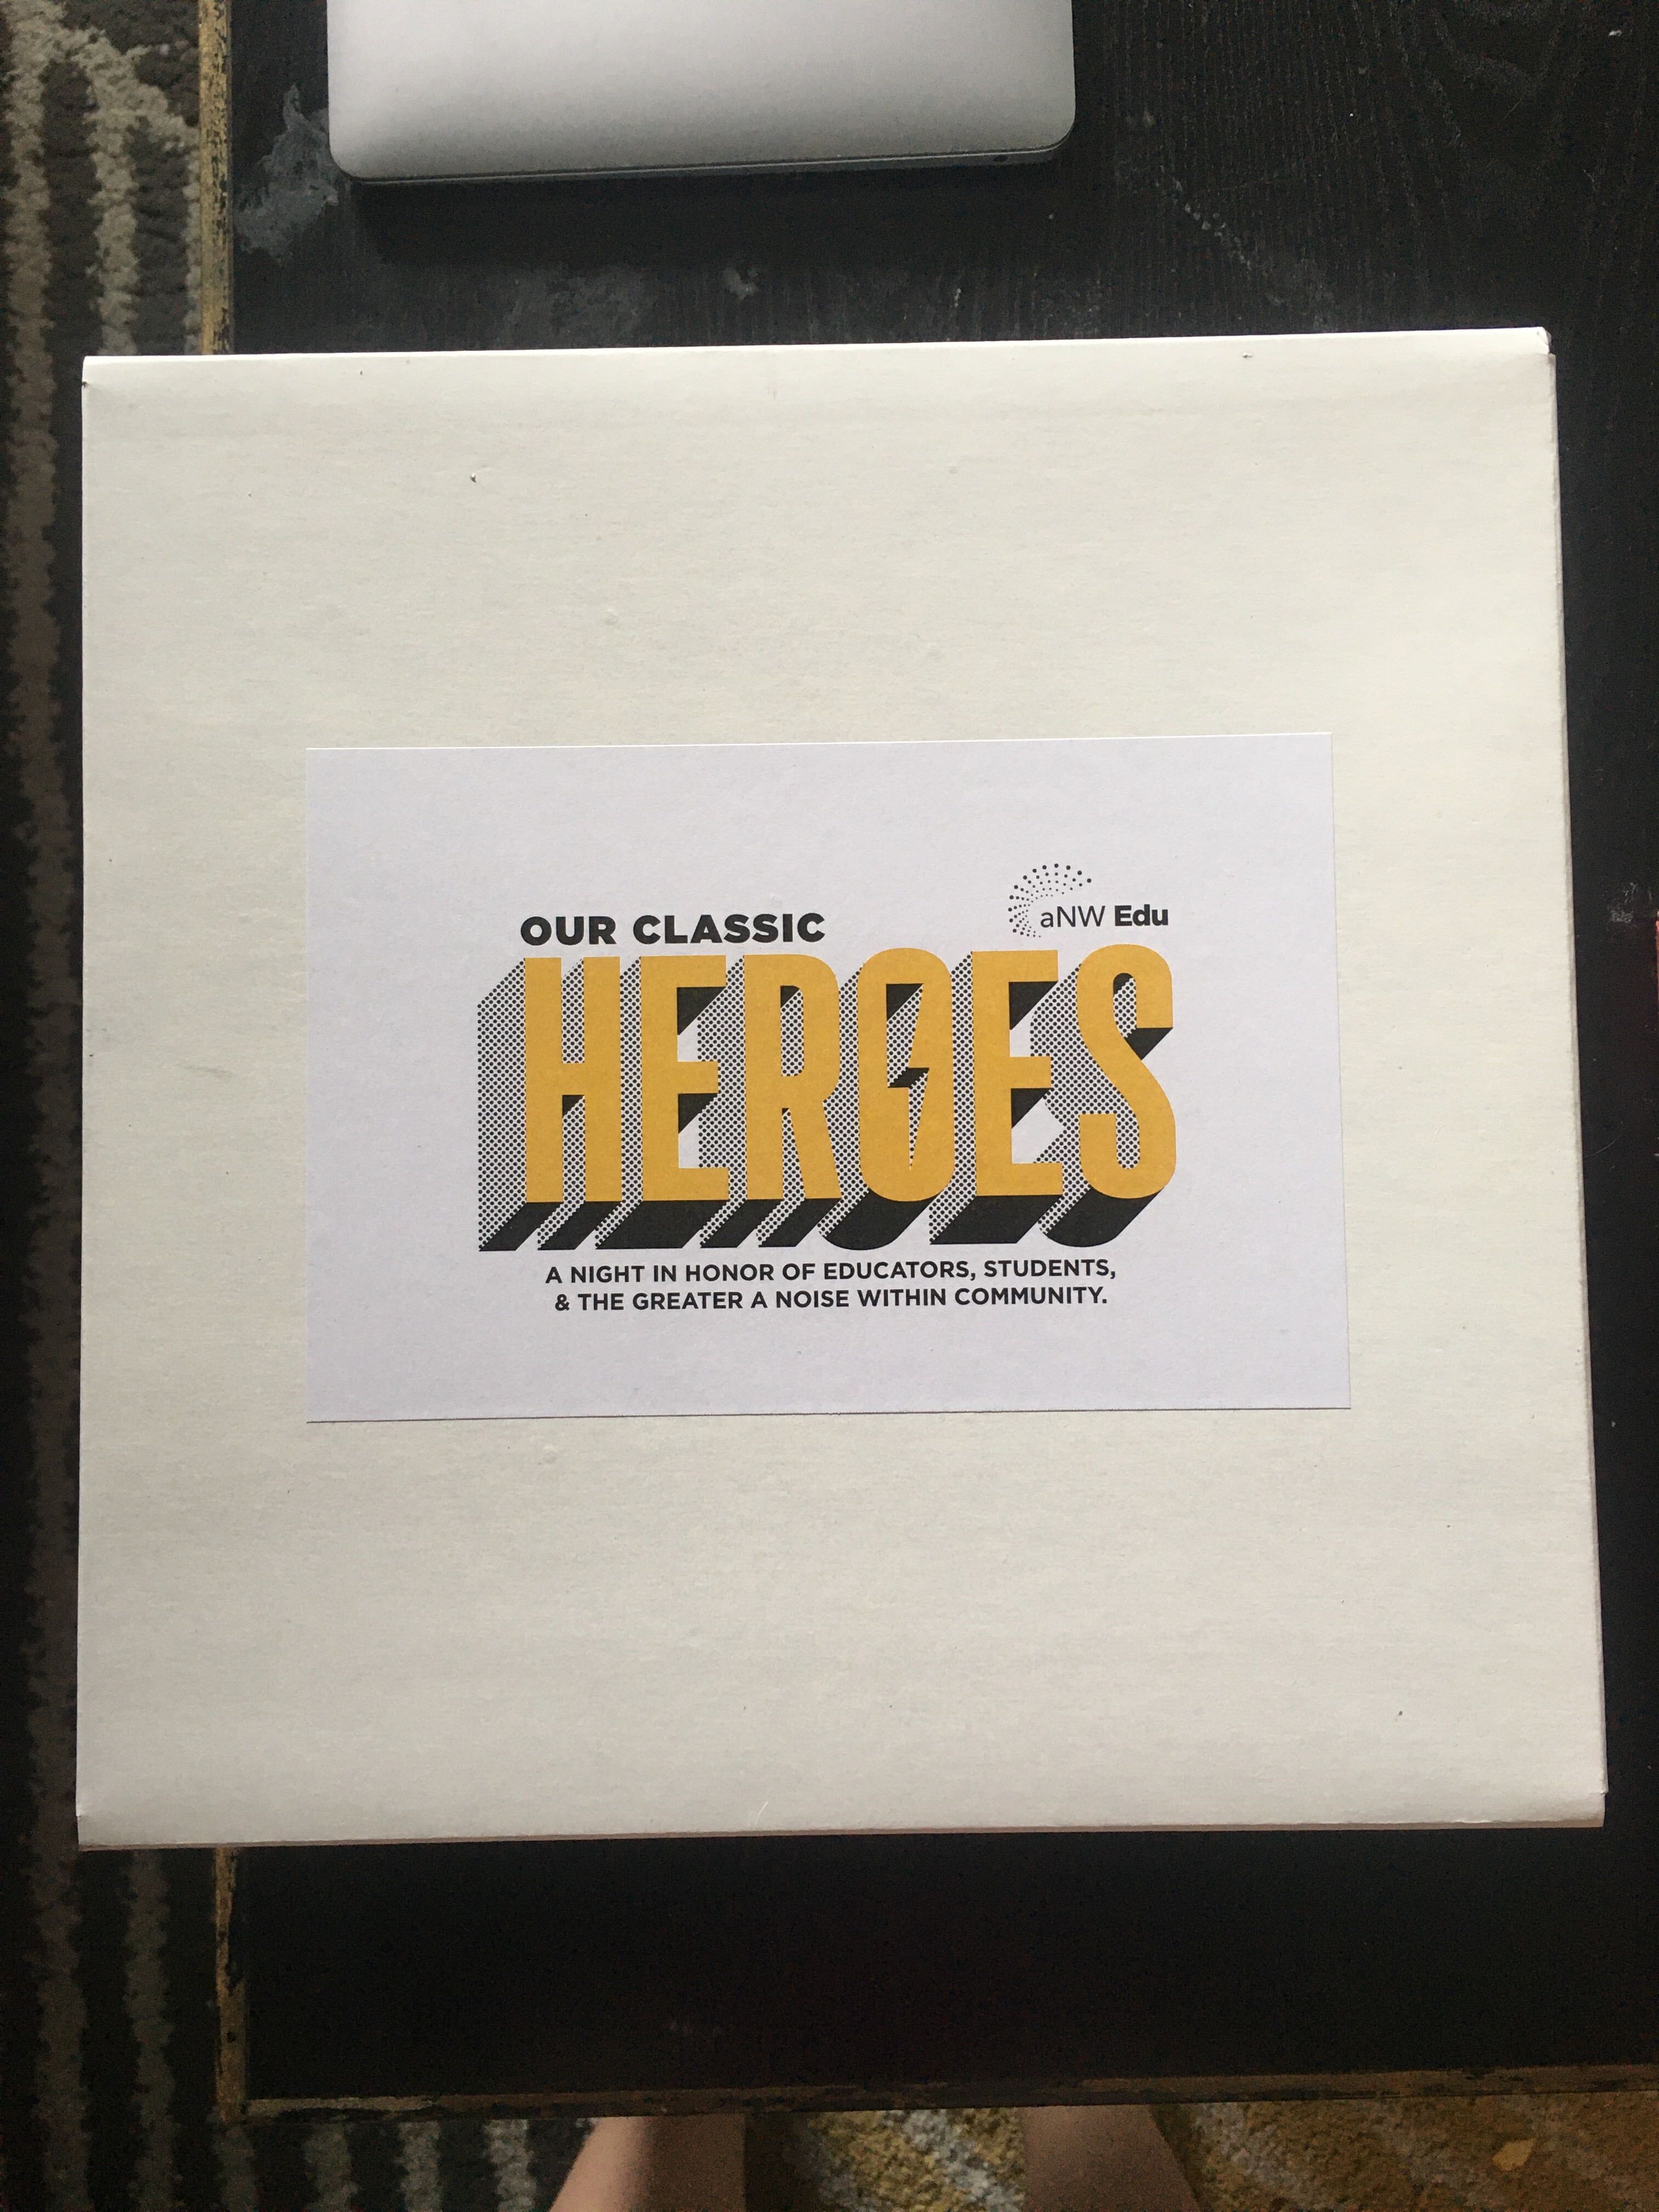 OUR CLASSIC
aNW Edu
HEROES
A NIGHT IN HONOR OF EDUCATORS, STUDENTS,
& THE GREATER A NOISE WITHIN COMMUNITY.